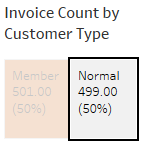 Invoice Count by
Customer Type
Member
501.00
(50%)
Normal
499.00
(50%)